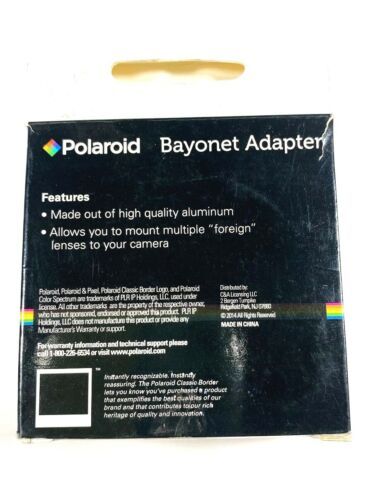 Polaroid Bayonet Adapter
Features
• Made out of high quality aluminum
• Allows you to mount multiple "foreign"
lenses to your camera
Polaroid, Polaroid & Pixel, Polaroid Classic Border Logo, and Polaroid
Color Spectrum are trademarks of PLR IP Holdings, LLC, used under
license. All other trademarks are the property of the respective owner,
who has not sponsored, endorsed or approved this product. PLR IP
Holdings, LLC does not manufacture this product or provide any
Manufacturer's Warranty or support.
Distributed by:
C&A Licensing LLC
2 Bergen Turnpike
Ridgefield Park, NJ 07660
© 2014 All Rights Reserved
MADE IN CHINA
For warranty information and technical support please
call 1-800-226-6534 or visit www.polaroid.com
™
Instantly recognizable. Instantly
reassuring. The Polaroid Classic Border
lets you know you've purchased a product
that exemplifies the best qualities of our
brand and that contributes to our rich
heritage of quality and innovation.